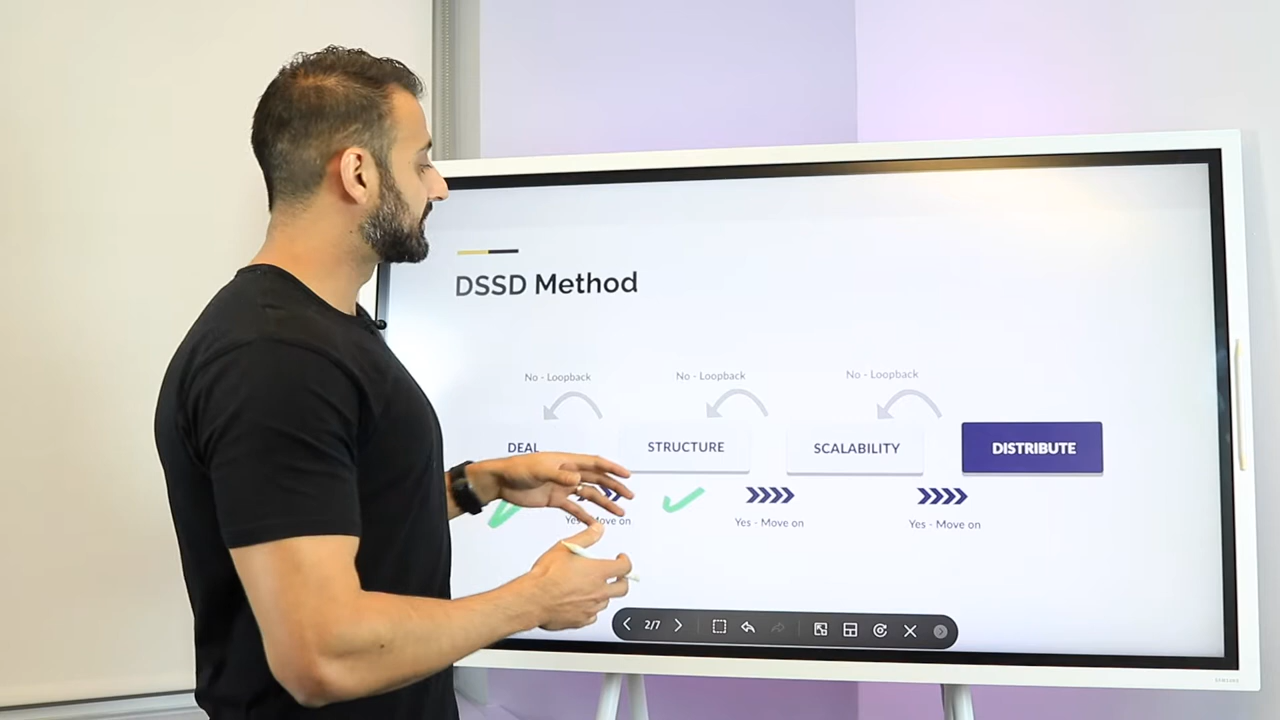 DSSD Method
No - Loopback
No - Loopback
No - Loopback
DEAL
STRUCTURE
SCALABILITY
DISTRIBUTE
Yes - Move on
Yes - Move on
Yes - Move on
2/7
SAMSUNG